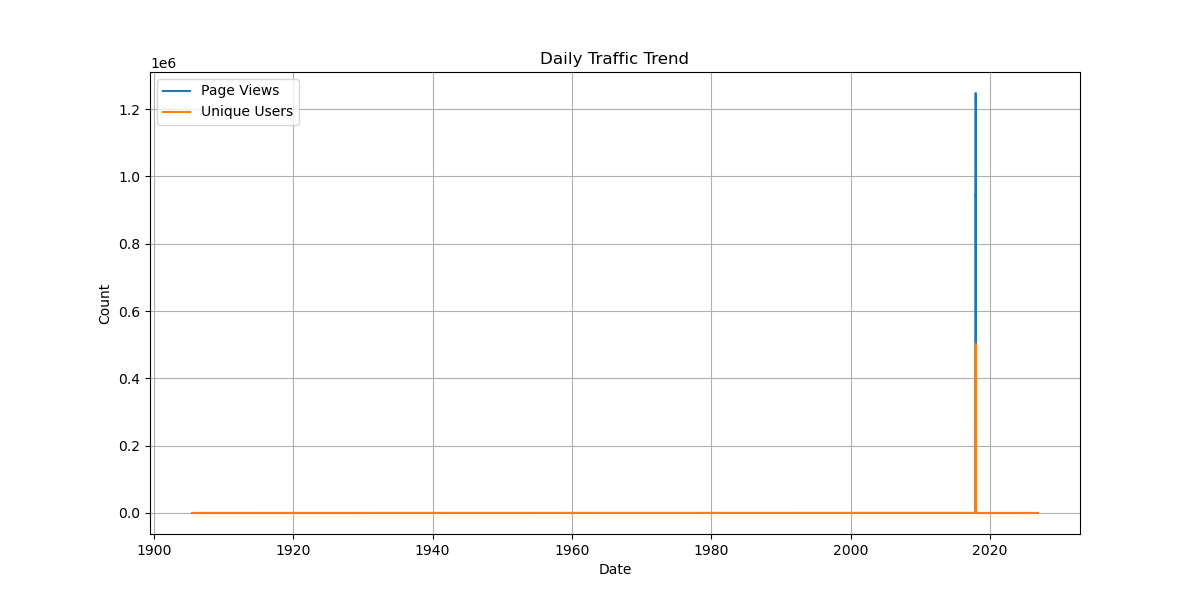 Daily Traffic Trend
1e6
Page Views
Unique Users
1.2
1.0
0.8
0.6
0.4
0.2
0.0
Count
1900 1920 1940 1960 1980 2000 2020
Date